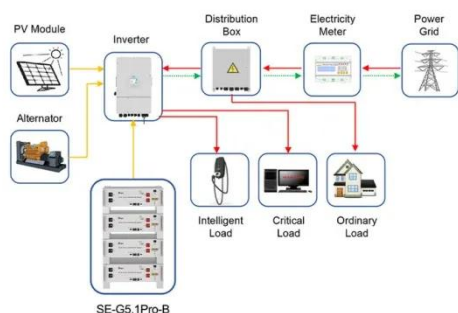 PV Module
Inverter
Distribution
Box
Electricity
Meter
Power
Grid
Alternator
Intelligent
Load
Critical
Load
Ordinary
Load
SE-G5.1Pro-B